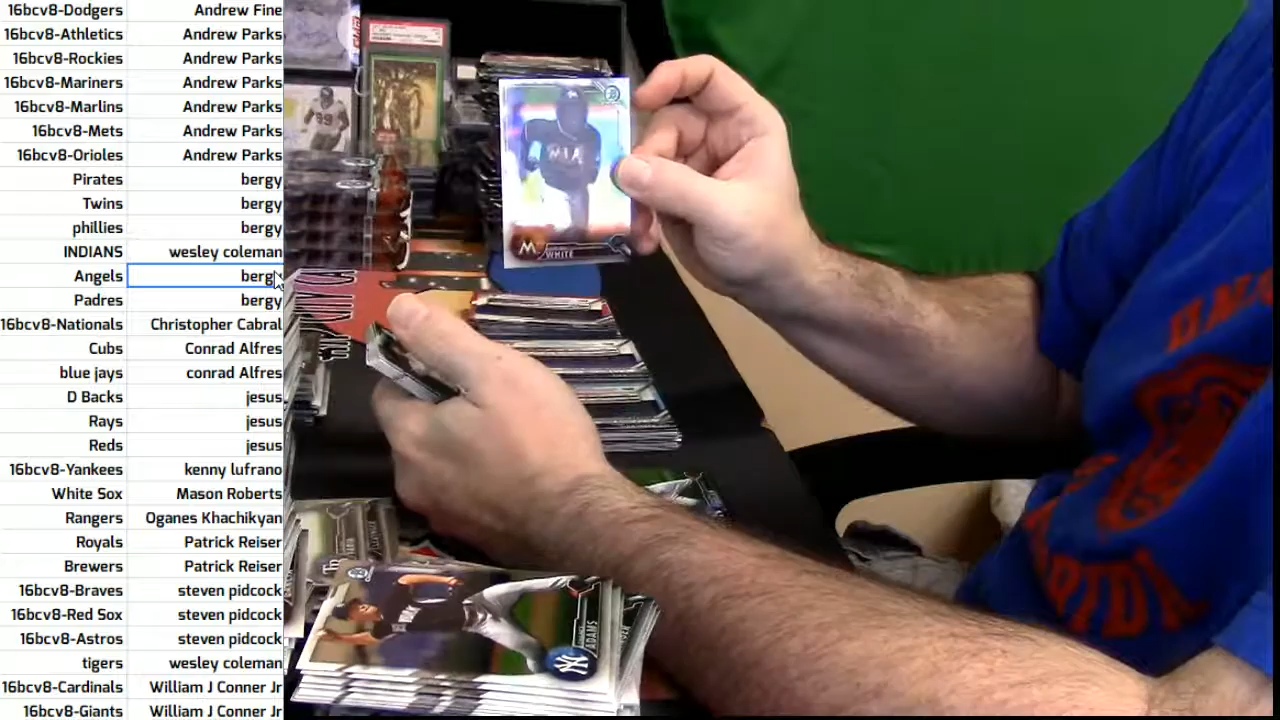 16bcv8-Dodgers Andrew Fine
16bcv8-Athletics Andrew Parks
16bcv8-Rockies Andrew Parks
16bcv8-Mariners Andrew Parks
16bcv8-Marlins Andrew Parks
16bcv8-Mets Andrew Parks
16bcv8-Orioles Andrew Parks
Pirates bergy
Twins bergy
phillies bergy
INDIANS wesley coleman
Angels bergy
Padres bergy
16bcv8-Nationals Christopher Cabral
Cubs Conrad Alfres
blue jays conrad Alfres
D Backs jesus
Rays jesus
Reds jesus
16bcv8-Yankees kenny lufrano
White Sox Mason Roberts
Rangers Oganes Khachikyan
Royals Patrick Reiser
Brewers Patrick Reiser
16bcv8-Braves steven pidcock
16bcv8-Red Sox steven pidcock
16bcv8-Astros steven pidcock
tigers wesley coleman
16bcv8-Cardinals William J Conner Jr
16bcv8-Giants William J Conner Jr
WHITE
ADAMS